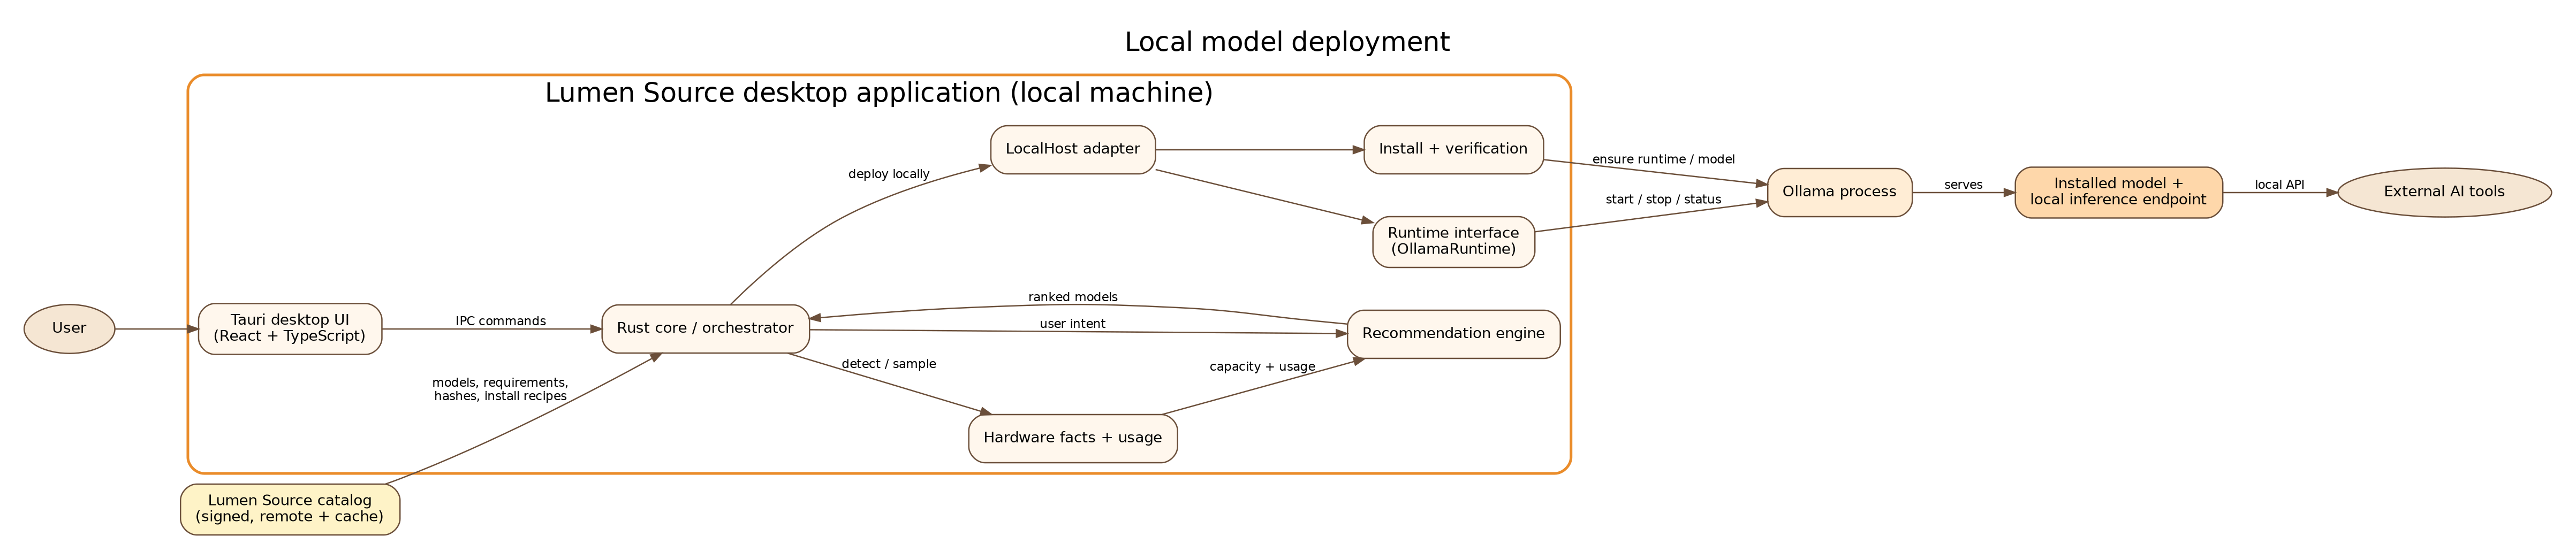 Local model deployment
Lumen Source desktop application (local machine)
LocalHost adapter
Install + verification
deploy locally
ensure runtime / model
Ollama process
serves
Installed model +
local inference endpoint
local API
External AI tools
start / stop / status
Runtime interface
(OllamaRuntime)
User
Tauri desktop UI
(React + TypeScript)
IPC commands
Rust core / orchestrator
ranked models
user intent
Recommendation engine
detect / sample
capacity + usage
models, requirements,
hashes, install recipes
Hardware facts + usage
Lumen Source catalog
(signed, remote + cache)